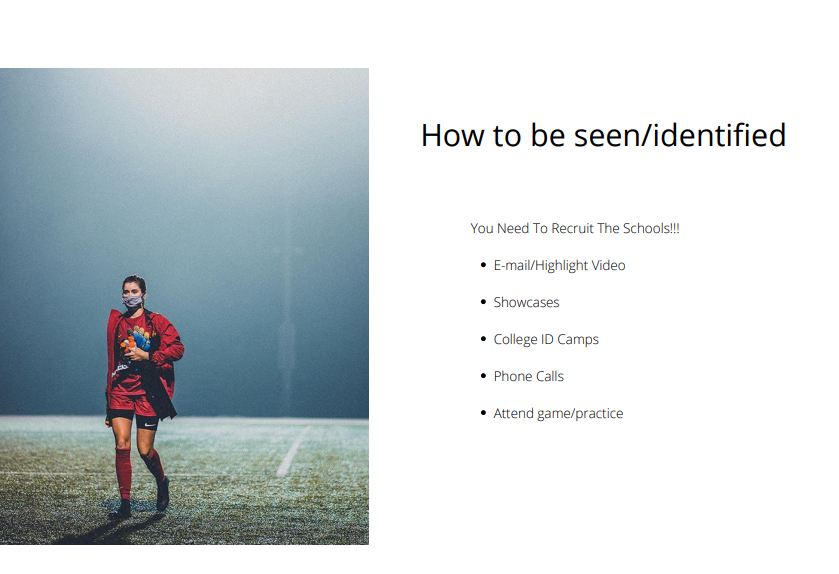 How to be seen/identified
You Need To Recruit The Schools!!!
• E-mail/Highlight Video
• Showcases
• College ID Camps
• Phone Calls
• Attend game/practice